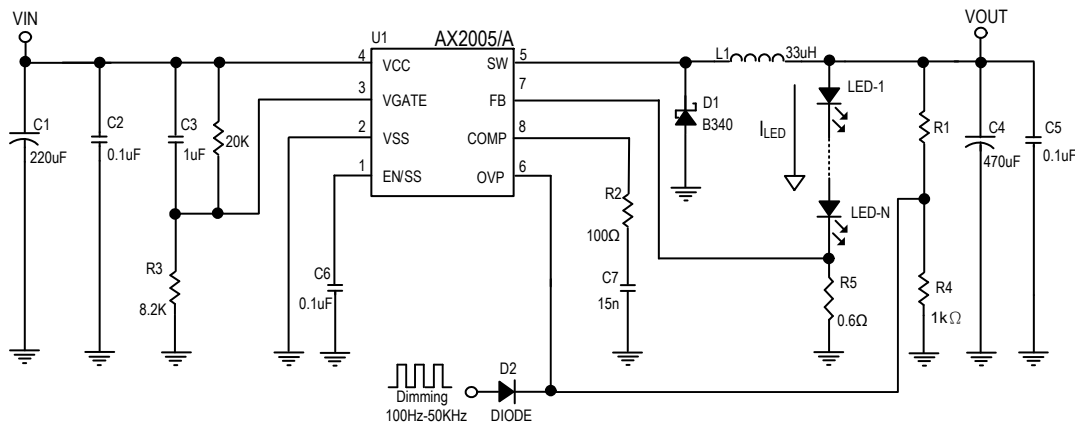 VIN
VOUT
U1
AX2005/A
4
VCC
SW
5
L1
33uH
3
VGATE
FB
7
2
VSS
COMP
8
1
EN/SS
OVP
6
C1
220uF
C2
0.1uF
C3
1uF
20K
R3
8.2K
C6
0.1uF
D1
B340
ILED
LED-1
LED-N
R1
C4
470uF
C5
0.1uF
R2
100Ω
C7
15n
R5
0.6Ω
R4
1kΩ
Dimming
100Hz-50KHz
D2
DIODE